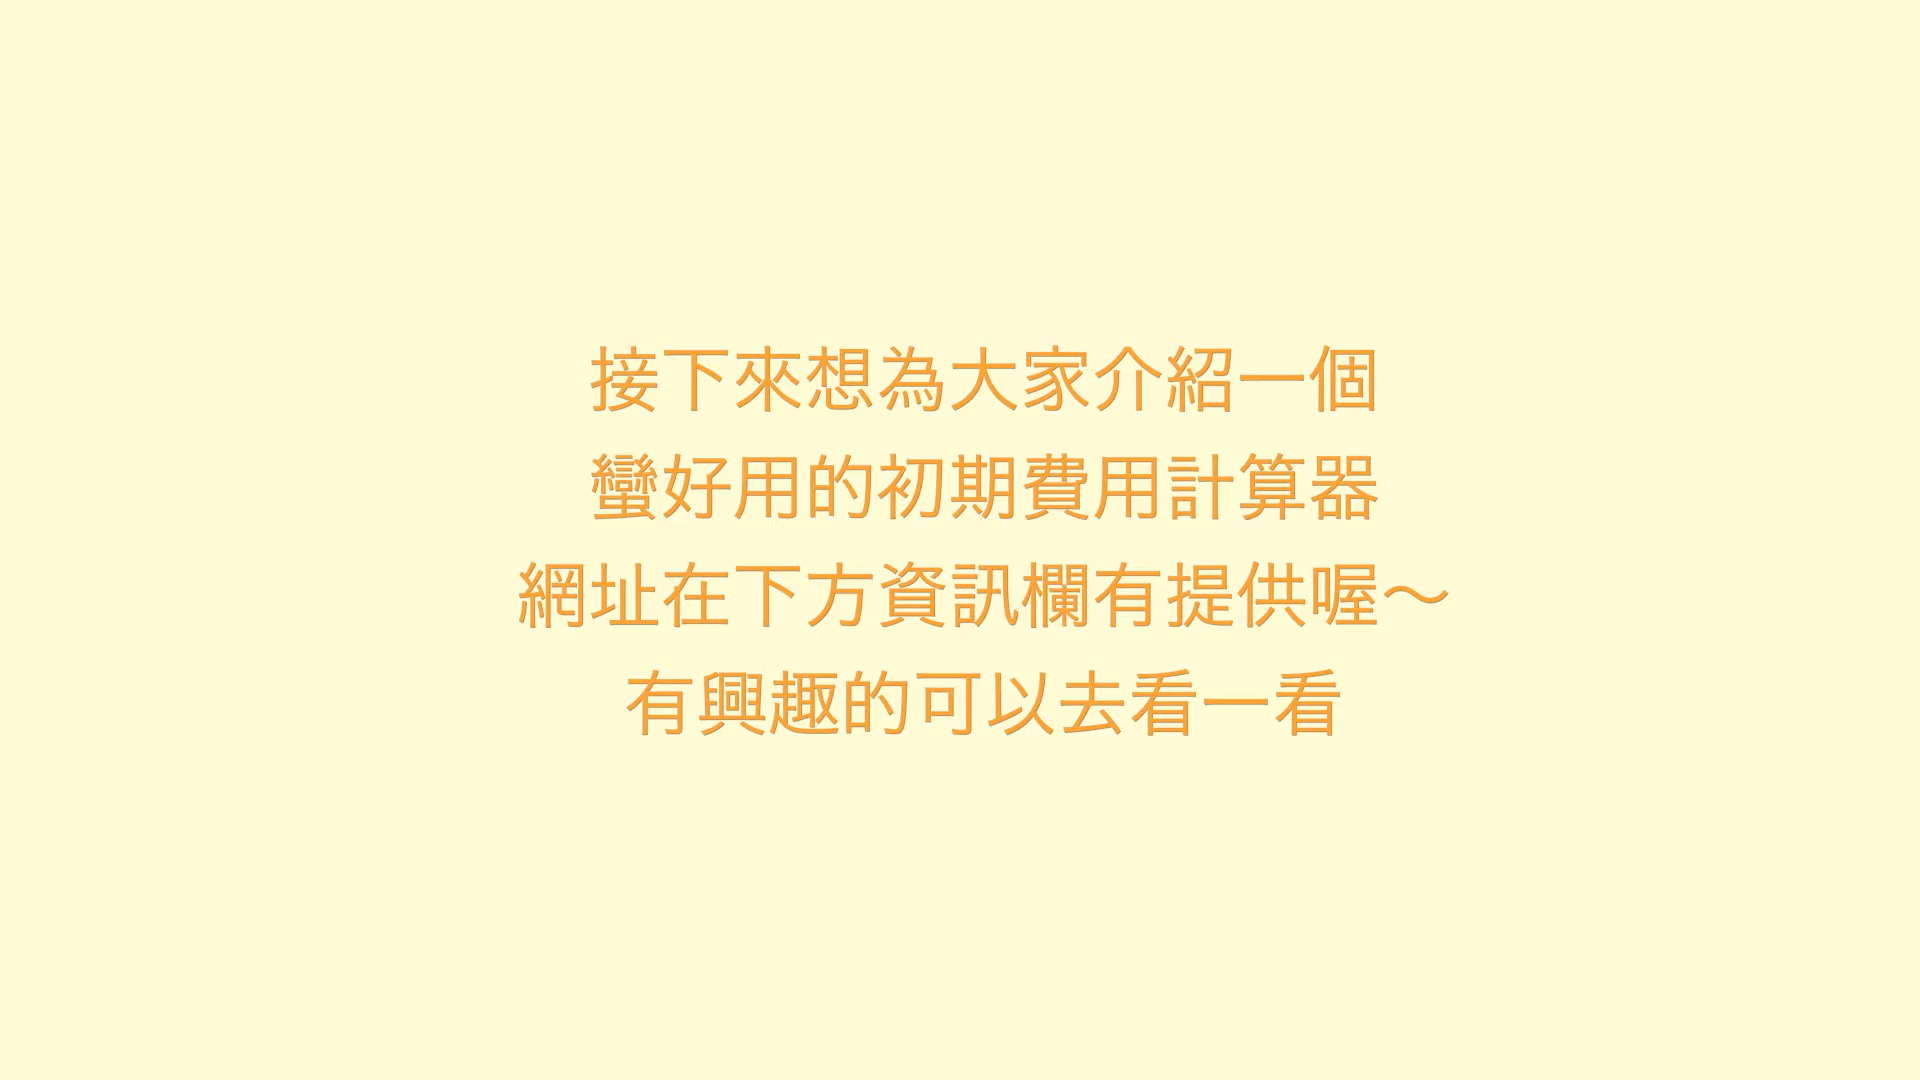 接下來想為大家介紹一個
蠻好用的初期費用計算器
網址在下方資訊欄有提供喔～
有興趣的可以去看一看